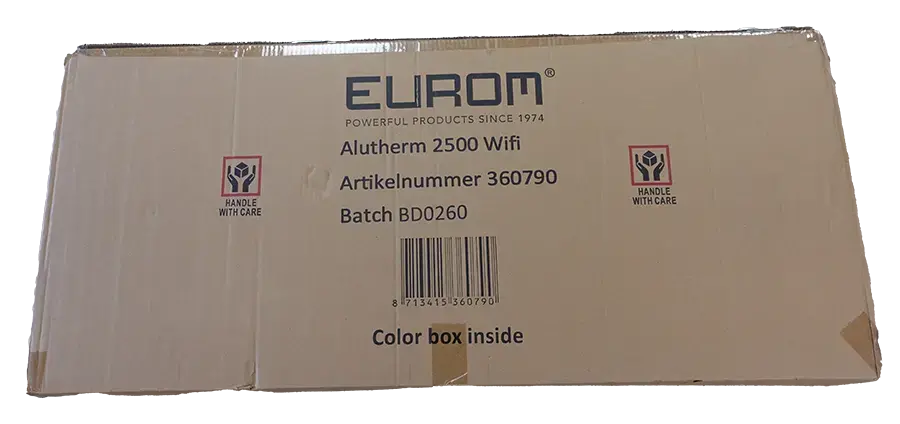 EUROM®
POWERFUL PRODUCTS SINCE 1974
Alutherm 2500 Wifi
Artikelnummer 360790
Batch BD0260
HANDLE
WITH CARE
HANDLE
WITH CARE
8 713415 360790
Color box inside